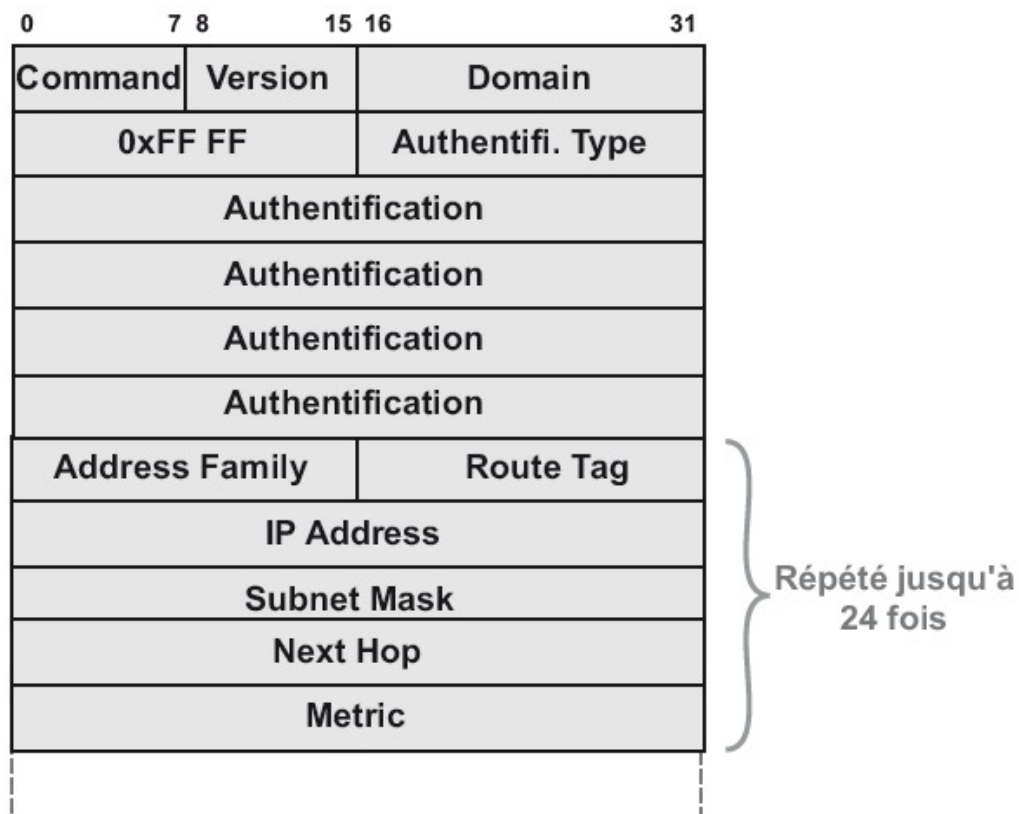 0 7 8 15 16 31
Command Version Domain
0xFF FF Authentifi. Type
Authentification
Authentification
Authentification
Authentification
Address Family Route Tag
IP Address
Subnet Mask
Next Hop
Metric
Répété jusqu'à
24 fois